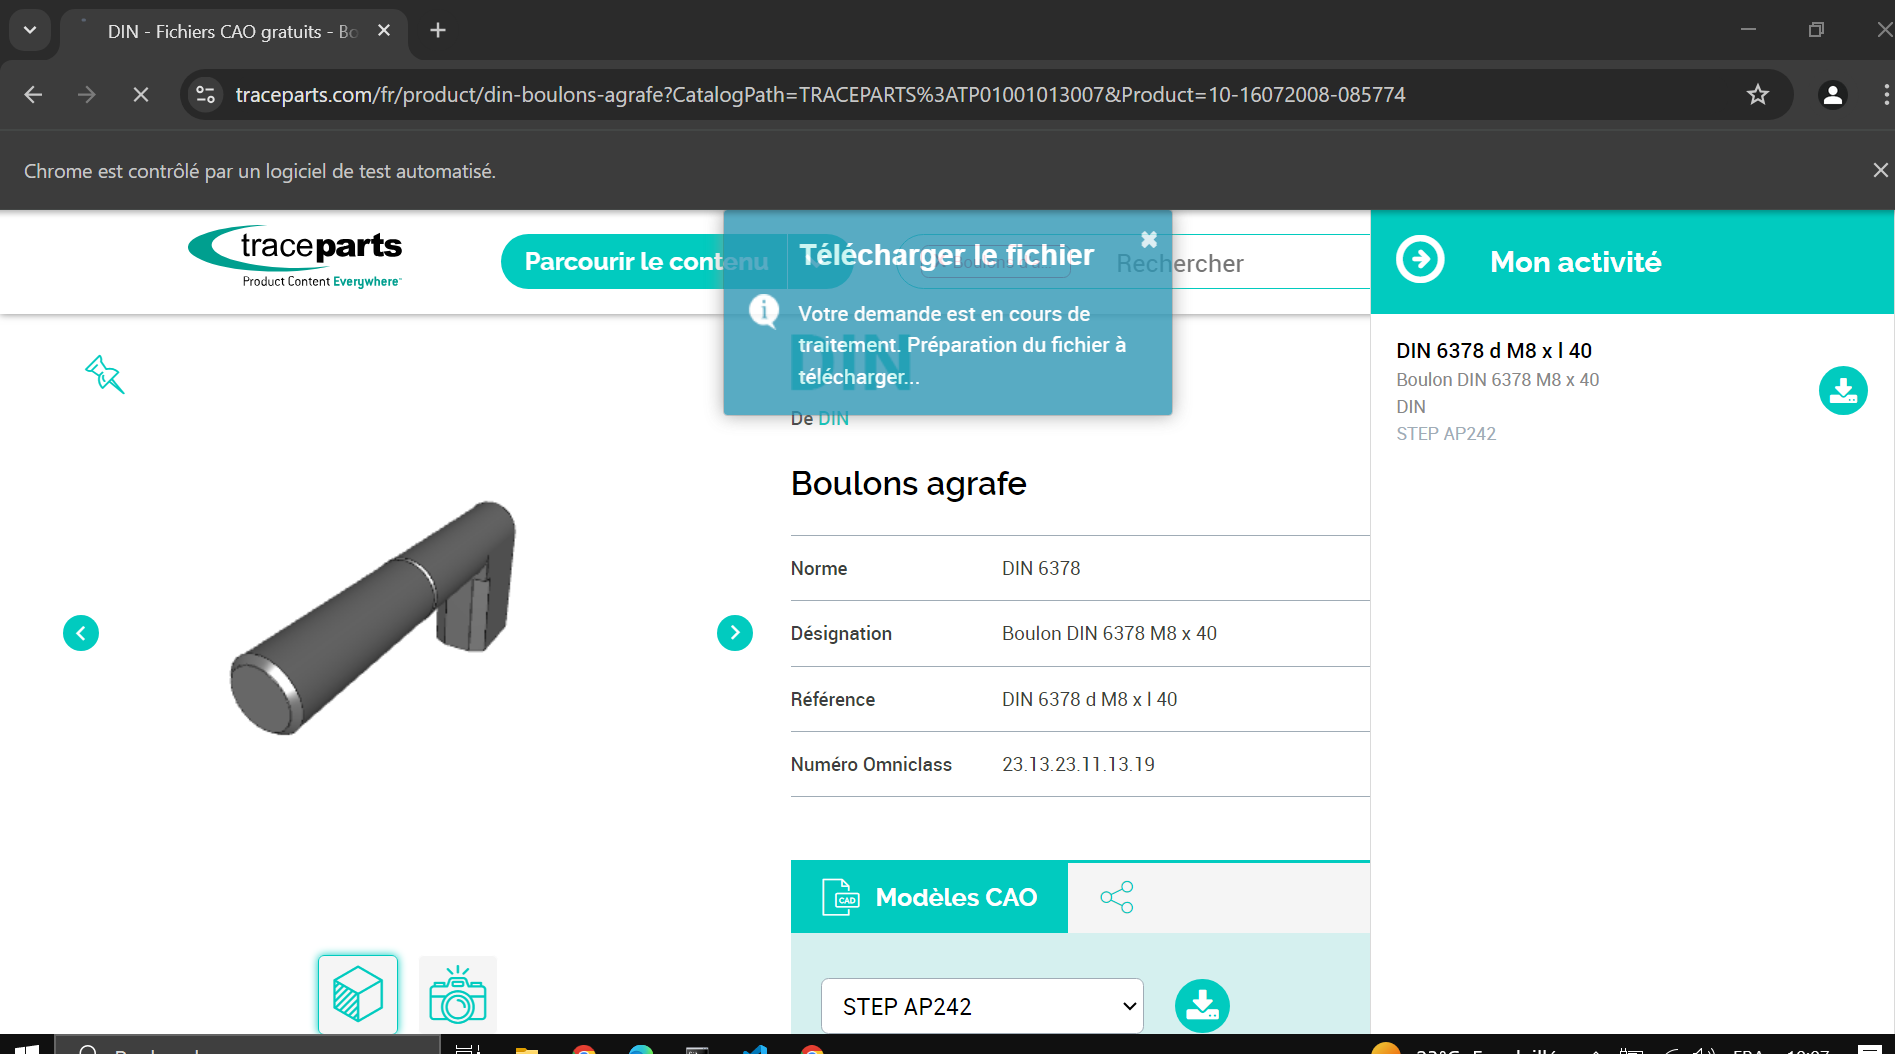 DIN - Fichiers CAO gratuits - Bo
traceparts.com/fr/product/din-boulons-agrafe?CatalogPath=TRACEPARTS%3ATP01001013007&Product=10-16072008-085774
Chrome est contrôlé par un logiciel de test automatisé.
traceparts
Product Content Everywhere
Parcourir le contenu
Rechercher
Télécharger le fichier
Votre demande est en cours de
traitement. Préparation du fichier à
télécharger...
Mon activité
DIN 6378 d M8 x l 40
Boulon DIN 6378 M8 x 40
DIN
STEP AP242
DIN
De DIN
Boulons agrafe
Norme DIN 6378
Désignation Boulon DIN 6378 M8 x 40
Référence DIN 6378 d M8 x l 40
Numéro Omniclass 23.13.23.11.13.19
CAD
Modèles CAO
STEP AP242